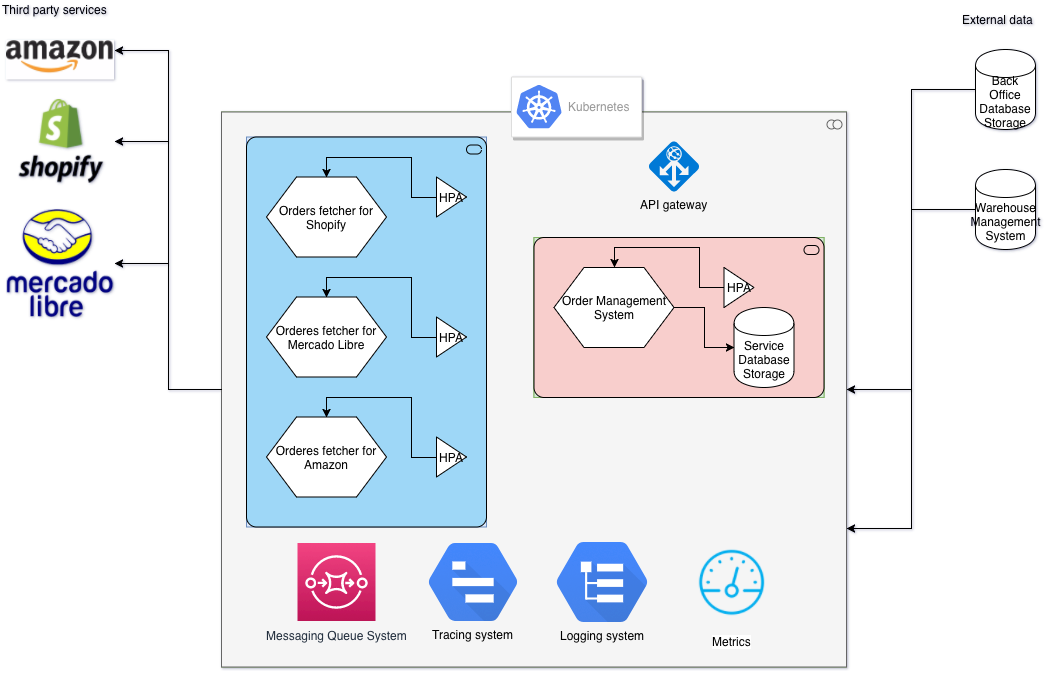 Third party services
External data
amazon
shopify
mercado
libre
Kubernetes
Back
Office
Database
Storage
Warehouse
Management
System
HPA
Orders fetcher for
Shopify
HPA
Orderes fetcher for
Mercado Libre
HPA
Orderes fetcher for
Amazon
API gateway
HPA
Order Management
System
Service
Database
Storage
Messaging Queue System
Tracing system
Logging system
Metrics